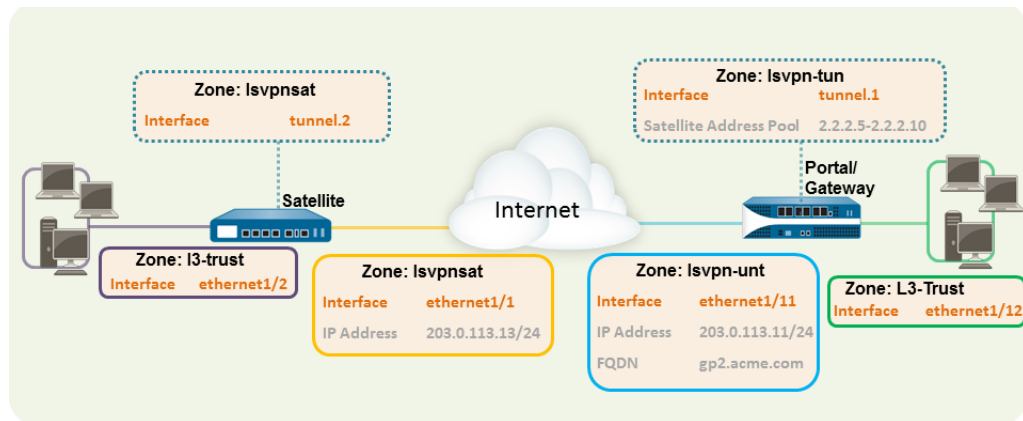 Zone: lsvpnsat
Interface tunnel.2
Zone: lsvpn-tun
Interface tunnel.1
Satellite Address Pool 2.2.2.5-2.2.2.10
Satellite
Internet
Portal/
Gateway
Zone: l3-trust
Interface ethernet1/2
Zone: lsvpnsat
Interface ethernet1/1
IP Address 203.0.113.13/24
Zone: lsvpn-unt
Interface ethernet1/11
IP Address 203.0.113.11/24
FQDN gp2.acme.com
Zone: L3-Trust
Interface ethernet1/12